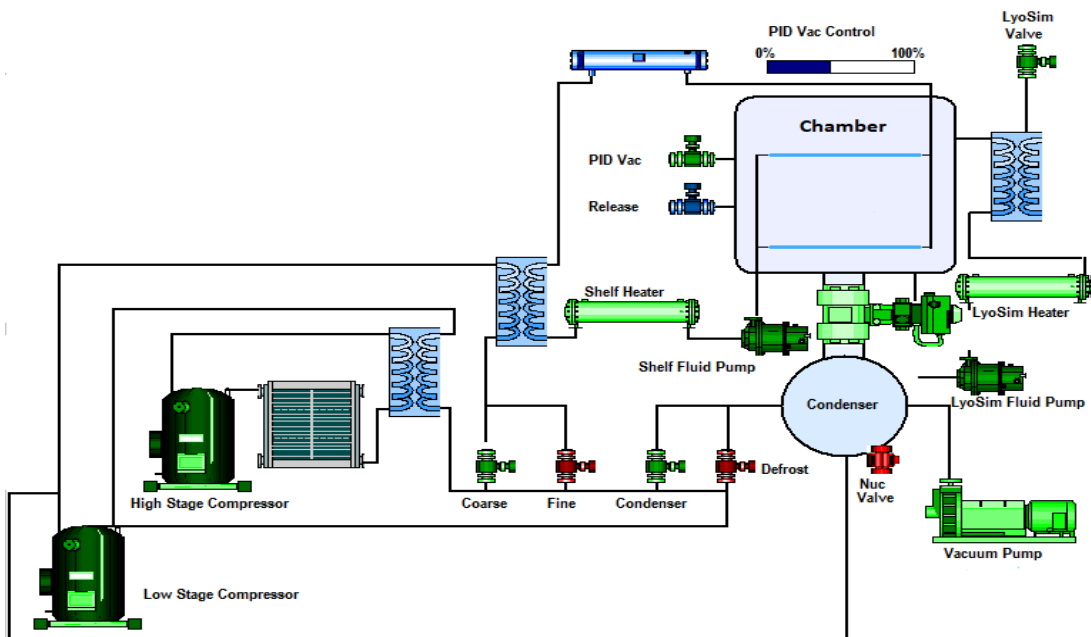 LyoSim
Valve
PID Vac Control
0%
100%
Chamber
PID Vac
Release
Shelf Heater
LyoSim Heater
Shelf Fluid Pump
Condenser
LyoSim Fluid Pump
Defrost
Nuc
Valve
High Stage Compressor
Coarse
Fine
Condenser
Vacuum Pump
Low Stage Compressor